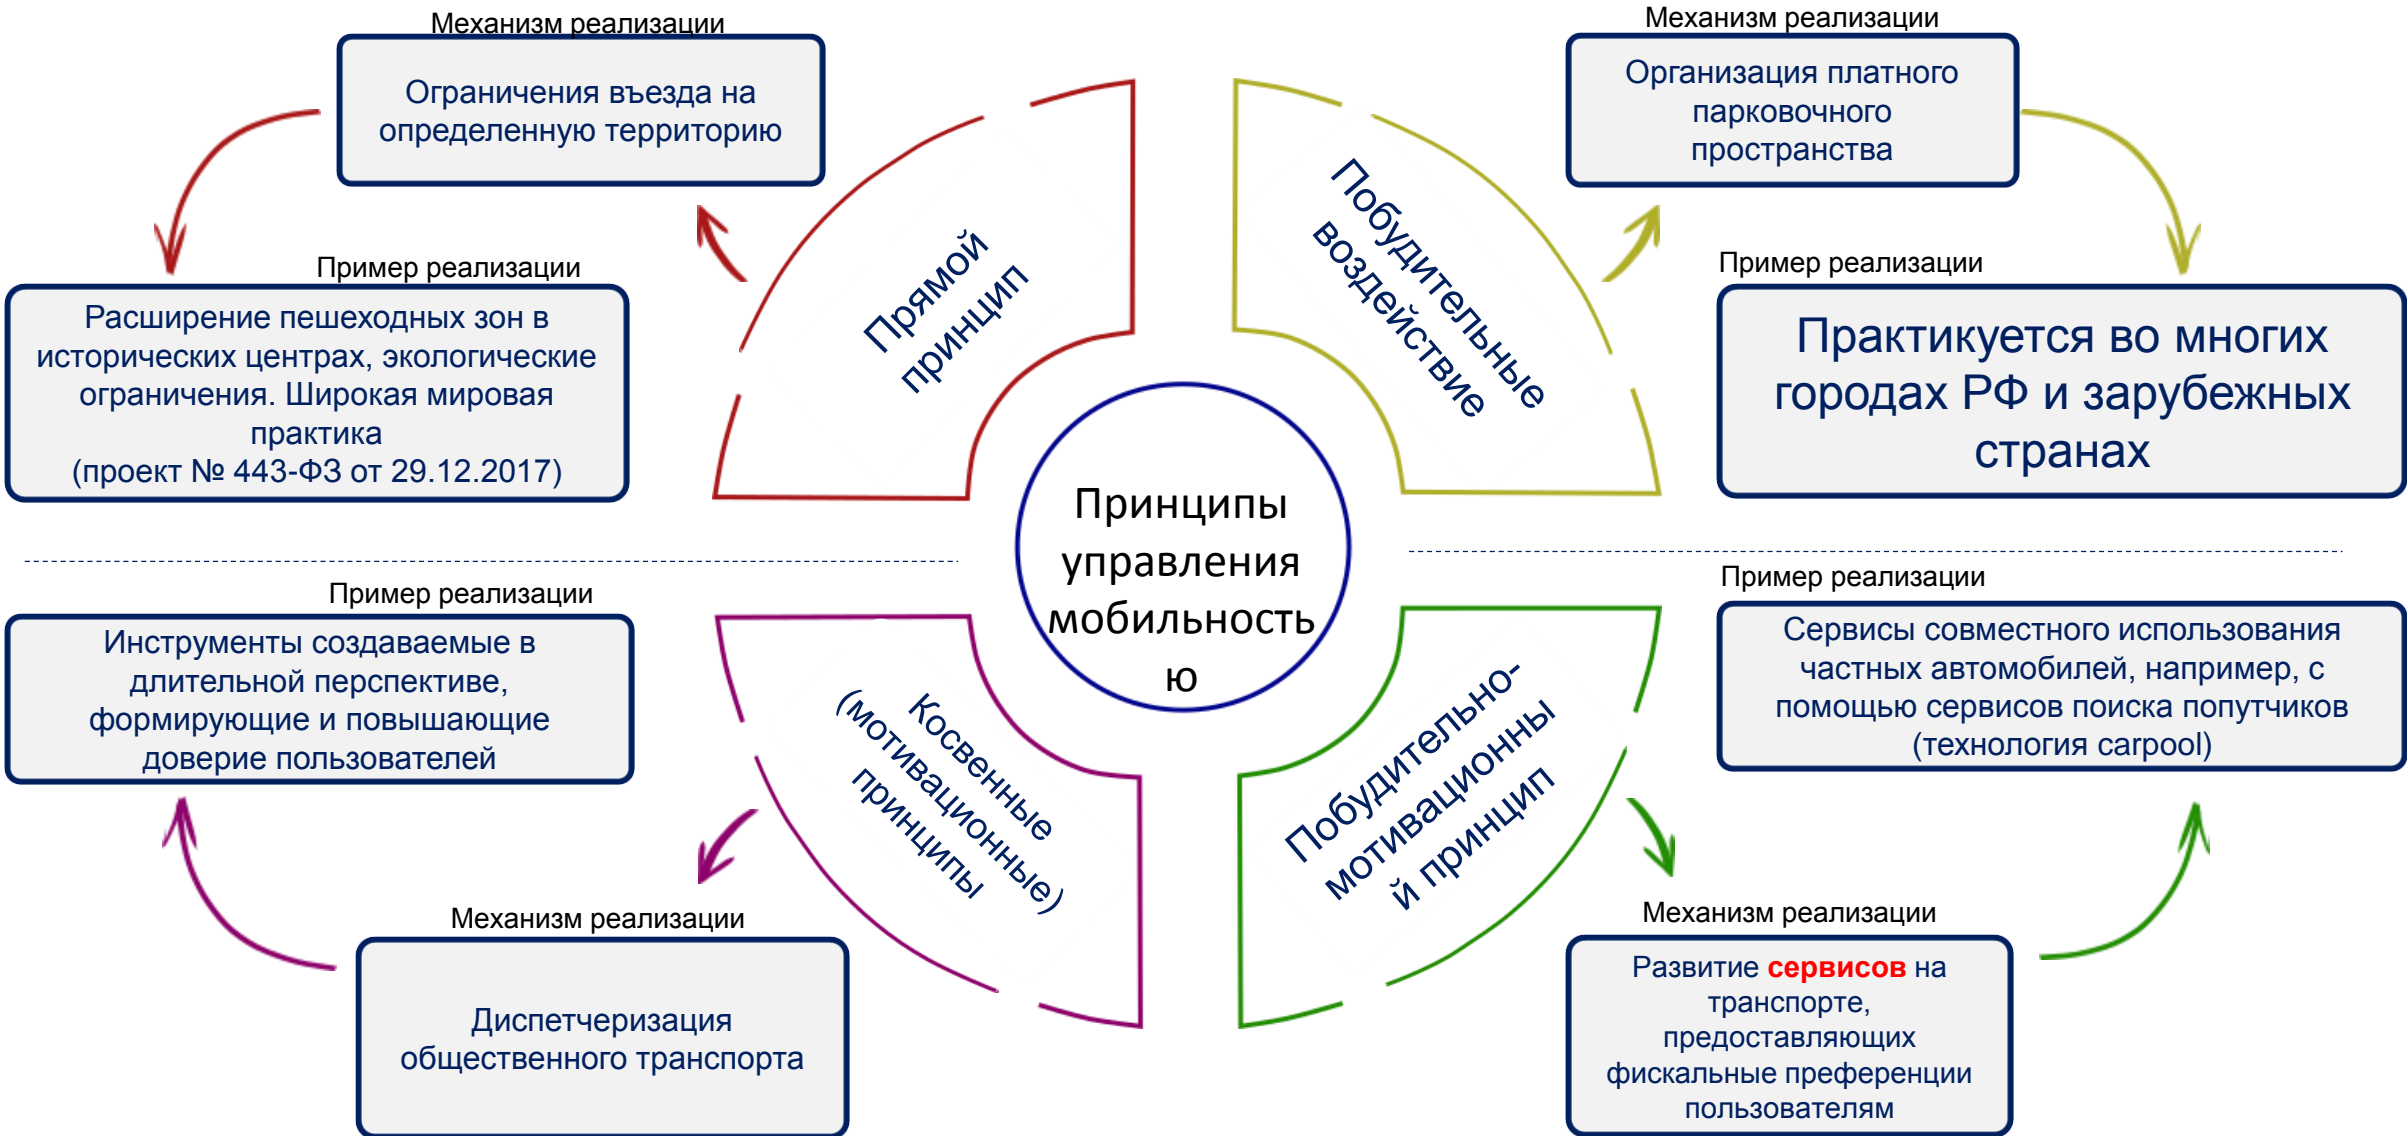 Механизм реализации
Ограничения въезда на
определенную территорию
Пример реализации
Расширение пешеходных зон в
исторических центрах, экологические
ограничения. Широкая мировая
практика
(проект № 443-ФЗ от 29.12.2017)
Прямой
принцип
Механизм реализации
Организация платного
парковочного
пространства
Побудительные
воздействие
Пример реализации
Практикуется во многих
городах РФ и зарубежных
странах
Принципы
управления
мобильность
ю
Пример реализации
Инструменты создаваемые в
длительной перспективе,
формирующие и повышающие
доверие пользователей
Косвенные
(мотивационные)
принципы
Механизм реализации
Диспетчеризация
общественного транспорта
Пример реализации
Сервисы совместного использования
частных автомобилей, например, с
помощью сервисов поиска попутчиков
(технология carpool)
Побудительно-
мотивационны
й принцип
Механизм реализации
Развитие сервисов на
транспорте,
предоставляющих
фискальные преференции
пользователям